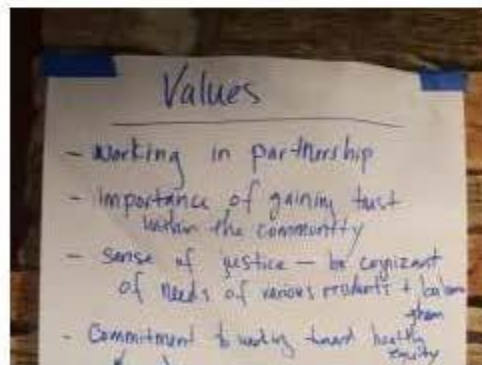 Values
- Working in partnership
- importance of gaining trust
within the community
- sense of justice – be cognizant
of needs of various residents +
them
- Commitment to working toward health
equity